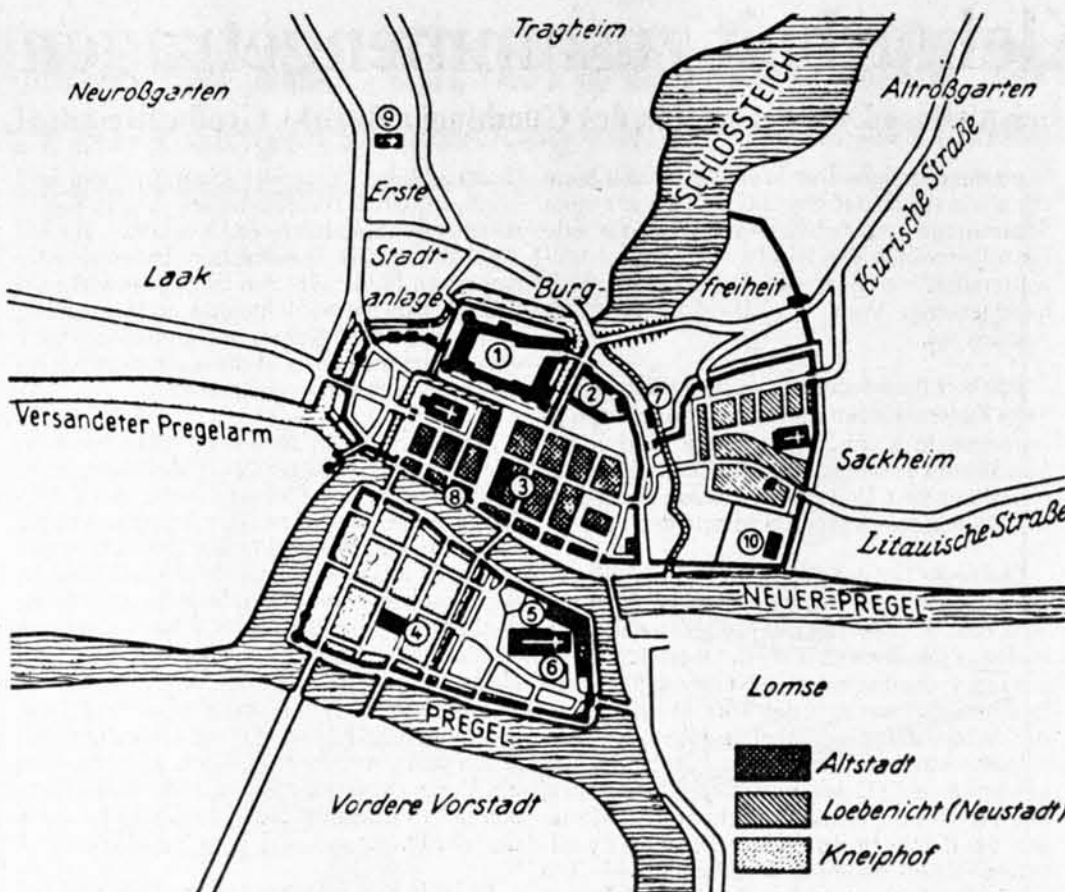 Tragheim
Neuroßgarten
SCHLOSSTEICH
Altroßgarten
9
Erste
Stadt-
anlage
Laak
Burg
freiheit
Kurische Straße
1
2
7
Versandeter Pregelarm
3
8
Sackheim
Litauische Straße
10
NEUER PREGEL
4
5
6
PREGEL
Lomse
Vordere Vorstadt
Altstadt
Loebenicht (Neustadt)
Kneiphof